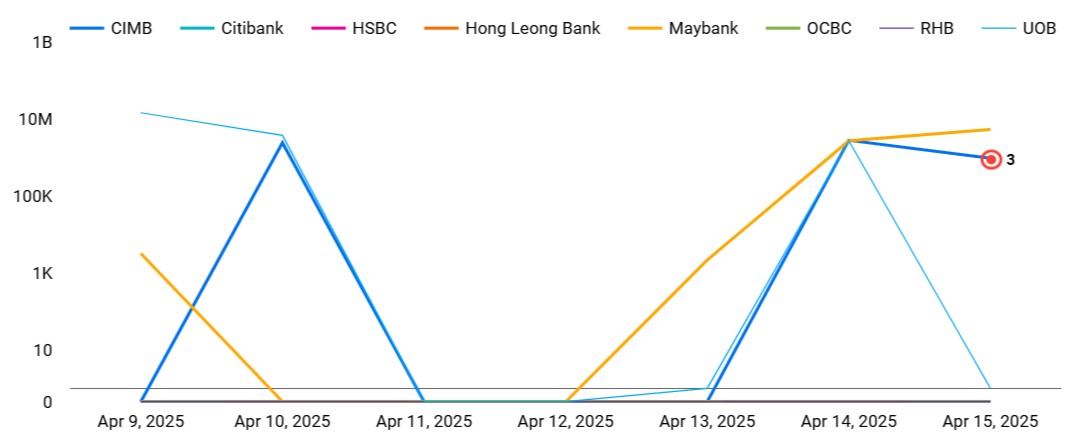 CIMB Citibank HSBC Hong Leong Bank Maybank OCBC RHB UOB
1B
10M
100K
1K
10
0
3
Apr 9, 2025 Apr 10, 2025 Apr 11, 2025 Apr 12, 2025 Apr 13, 2025 Apr 14, 2025 Apr 15, 2025